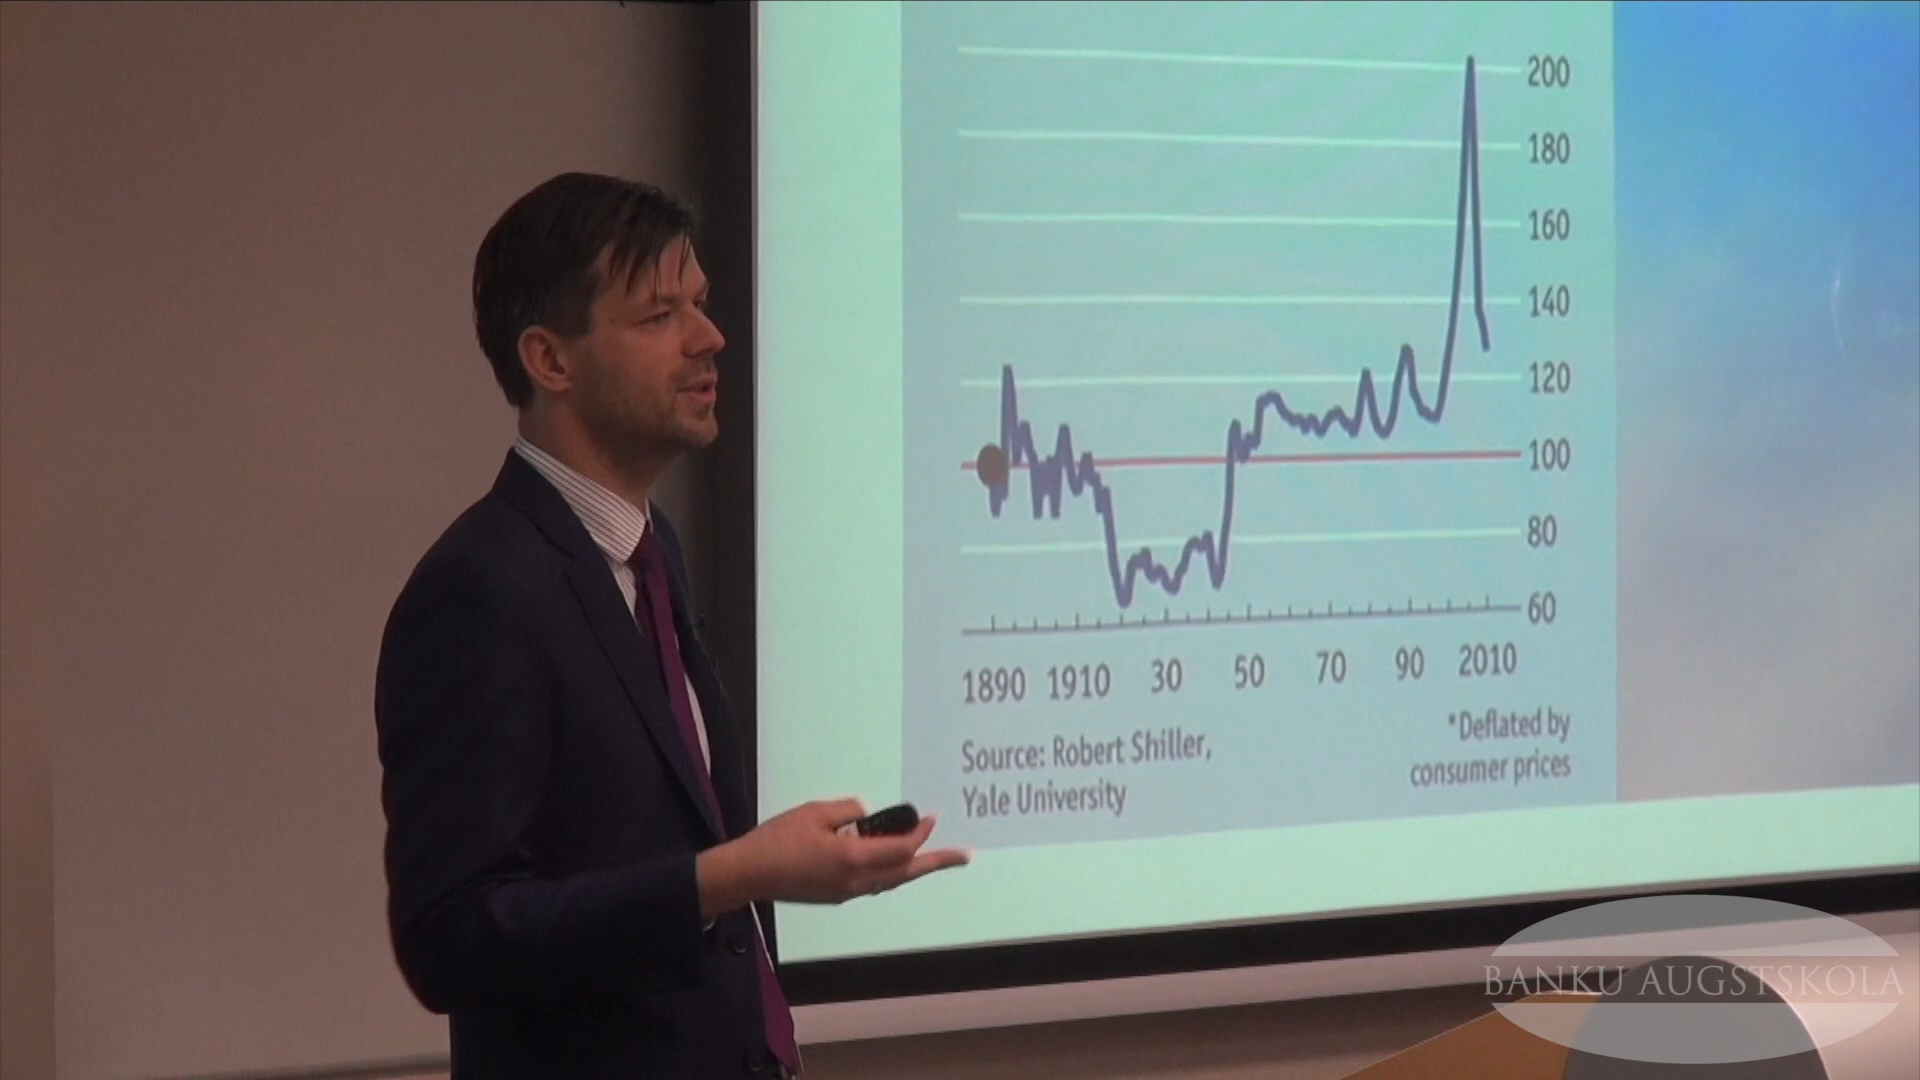 200
180
160
140
120
100
80
60
1890 1910 30 50 70 90 2010
*Deflated by
consumer prices
Source: Robert Shiller,
Yale University
BANKU AUGSTSKOLA